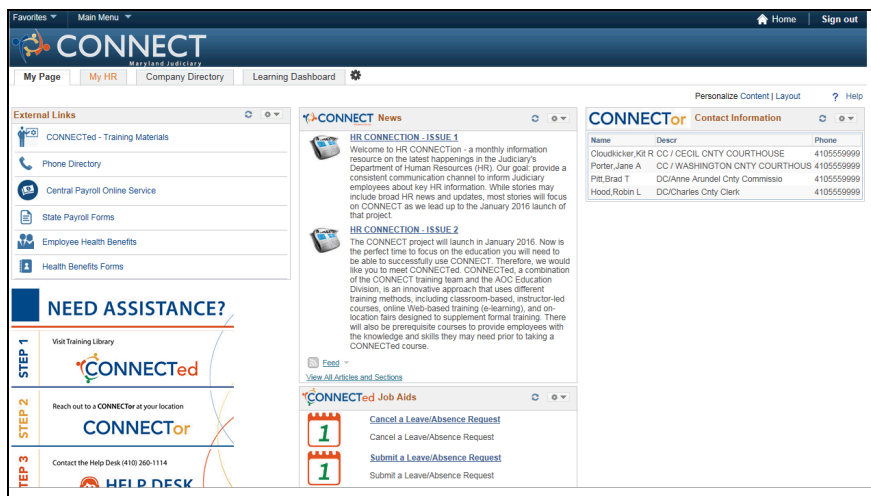 Favorites Main Menu Home Sign out
CONNECT
Maryland Judiciary
My Page My HR Company Directory Learning Dashboard
Personalize Content | Layout ? Help
External Links
CONNECTed - Training Materials
Phone Directory
Central Payroll Online Service
State Payroll Forms
Employee Health Benefits
Health Benefits Forms
NEED ASSISTANCE?
STEP 1
Visit Training Library
CONNECTed
STEP 2
Reach out to a CONNECTor at your location
CONNECTor
STEP 3
Contact the Help Desk (410) 260-1114
HELP DESK
CONNECT News
HR CONNECTION - ISSUE 1
Welcome to HR CONNECTion - a monthly information
resource on the latest happenings in the Judiciary's
Department of Human Resources (HR). Our goal: provide a
consistent communication channel to inform Judiciary
employees about key HR information. While stories may
include broad HR news and updates, most stories will focus
on CONNECT as we lead up to the January 2016 launch of
that project.
HR CONNECTION - ISSUE 2
The CONNECT project will launch in January 2016. Now is
the perfect time to focus on the education you will need to
be able to successfully use CONNECT. Therefore, we would
like you to meet CONNECTed. CONNECTed, a combination
of the CONNECT training team and the AOC Education
Division, is an innovative approach that uses different
training methods, including classroom-based, instructor-led
courses, online Web-based training (e-learning), and on-
location fairs designed to supplement formal training. There
will also be prerequisite courses to provide employees with
the knowledge and skills they may need prior to taking a
CONNECTed course.
Feed
View All Articles and Sections
CONNECTed Job Aids
1
Cancel a Leave/Absence Request
Cancel a Leave/Absence Request
1
Submit a Leave/Absence Request
Submit a Leave/Absence Request
CONNECTor Contact Information
Name Descr Phone
Cloudkicker,Kit R CC / CECIL CNTY COURTHOUSE 4105559999
Porter,Jane A CC / WASHINGTON CNTY COURTHOUS 4105559999
Pitt,Brad T DC/Anne Arundel Cnty Commissio 4105559999
Hood,Robin L DC/Charles Cnty Clerk 4105559999